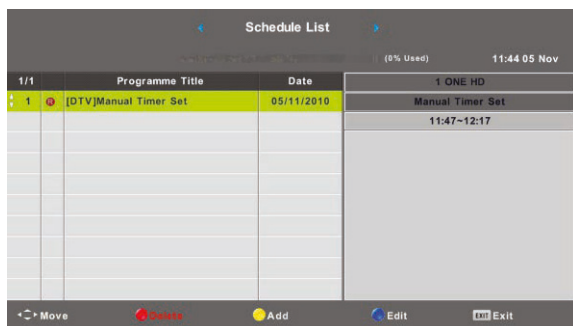 Schedule List
(0% Used) 11:44 05 Nov
1/1 Programme Title Date 1 ONE HD
1 R [DTV]Manual Timer Set 05/11/2010 Manual Timer Set
11:47~12:17
Move Delete Add Edit EXIT Exit